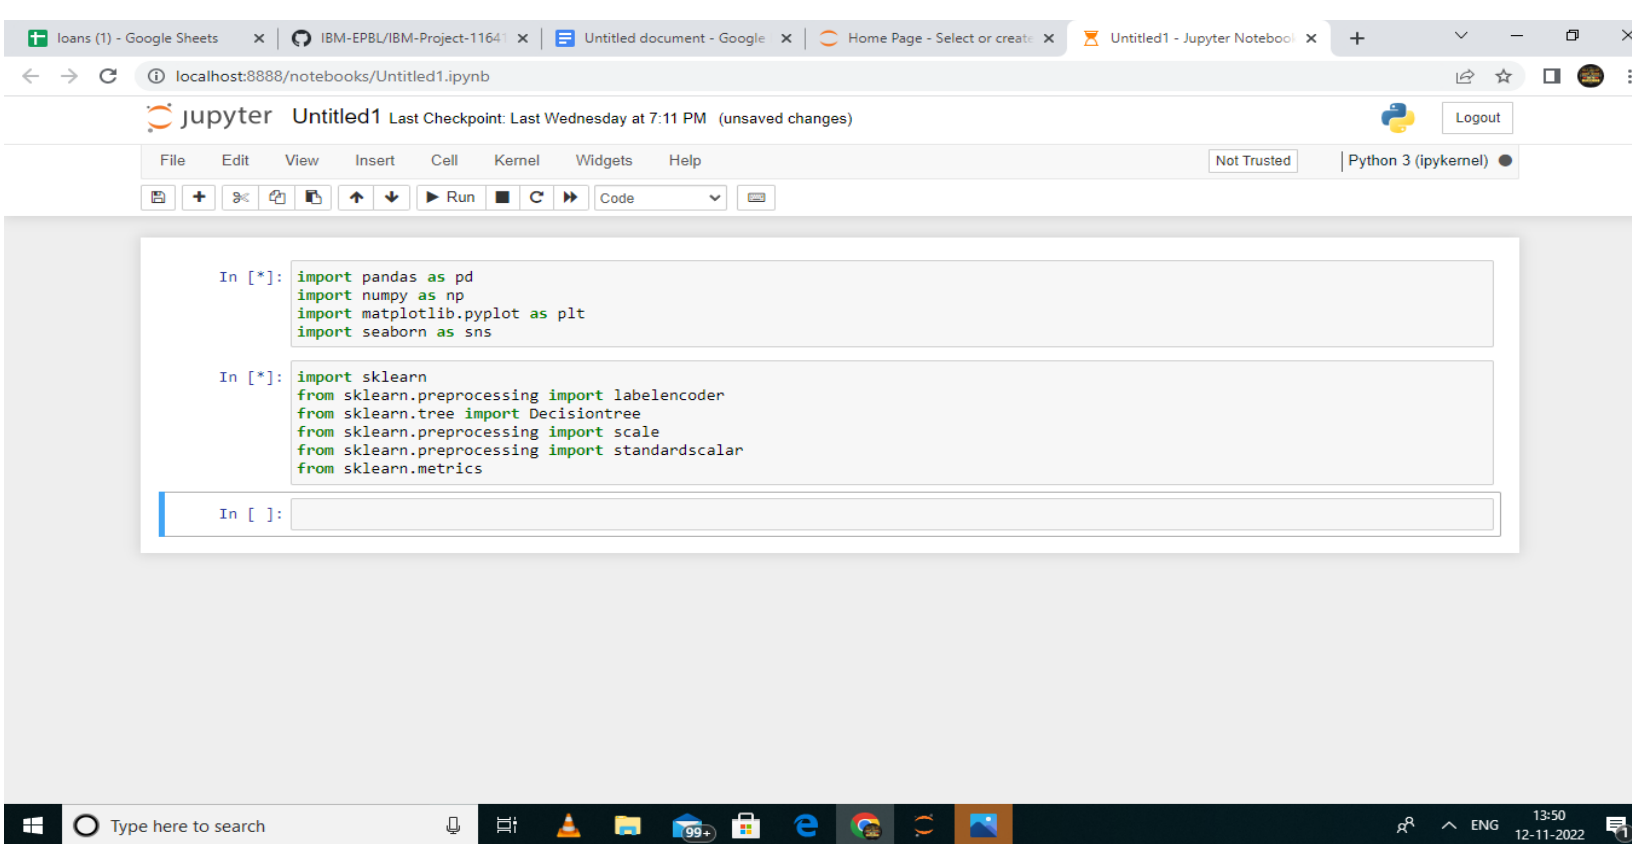 loans (1) - Google Sheets
IBM-EPBL/IBM-Project-11641
Untitled document - Google
Home Page - Select or create
Untitled1 - Jupyter Notebook
localhost:8888/notebooks/Untitled1.ipynb
jupyter Untitled1 Last Checkpoint: Last Wednesday at 7:11 PM (unsaved changes)
Logout
File Edit View Insert Cell Kernel Widgets Help
Not Trusted
Python 3 (ipykernel)
Run
Code
In [*]: import pandas as pd
import numpy as np
import matplotlib.pyplot as plt
import seaborn as sns
In [*]: import sklearn
from sklearn.preprocessing import labelencoder
from sklearn.tree import Decisiontree
from sklearn.preprocessing import scale
from sklearn.preprocessing import standardscalar
from sklearn.metrics
In [ ]:
Type here to search
99+
ENG
13:50
12-11-2022
1